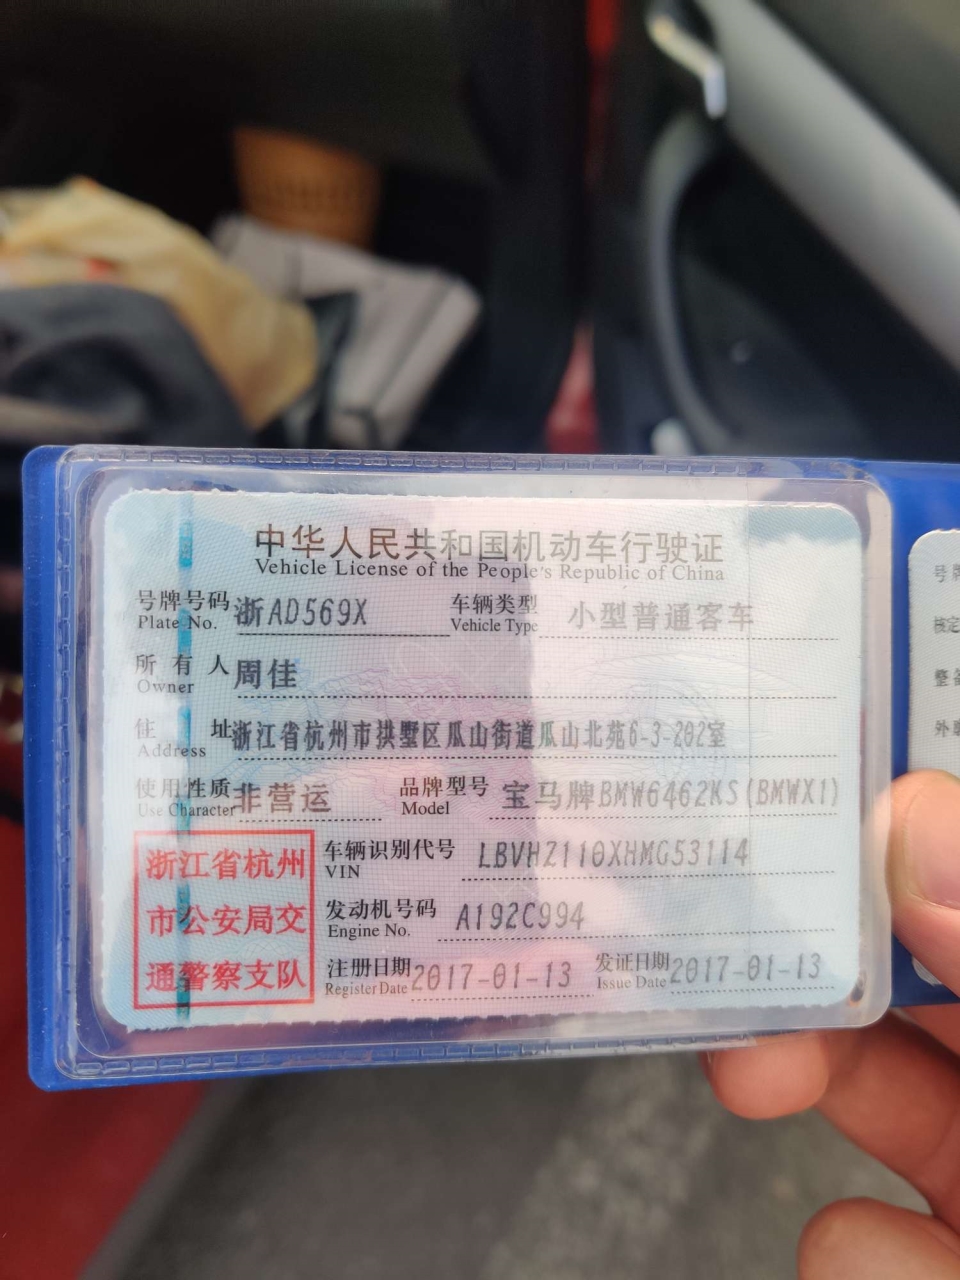 中华人民共和国机动车行驶证
Vehicle License of the People's Republic of China
号牌号码 浙AD569X 车辆类型 小型普通客车
Plate No. Vehicle Type
所有人 周佳
Owner
住址 浙江省杭州市拱墅区瓜山街道瓜山北苑6-3-202室
Address
使用性质 非营运 品牌型号 宝马牌BMW6462KS(BMWX1)
Use Character Model
浙江省杭州
市公安局交
通警察支队
车辆识别代号 LBVHZ110XHMG53114
VIN
发动机号码 A192C994
Engine No.
注册日期 2017-01-13 发证日期 2017-01-13
Register Date Issue Date
号牌
核定
整备
外